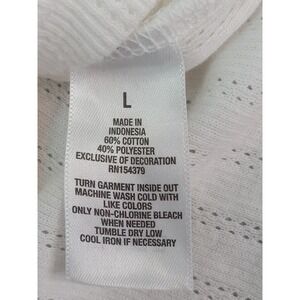 L
MADE IN
INDONESIA
60% COTTON
40% POLYESTER
EXCLUSIVE OF DECORATION
RN154379
TURN GARMENT INSIDE OUT
MACHINE WASH COLD WITH
LIKE COLORS
ONLY NON-CHLORINE BLEACH
WHEN NEEDED
TUMBLE DRY LOW
COOL IRON IF NECESSARY